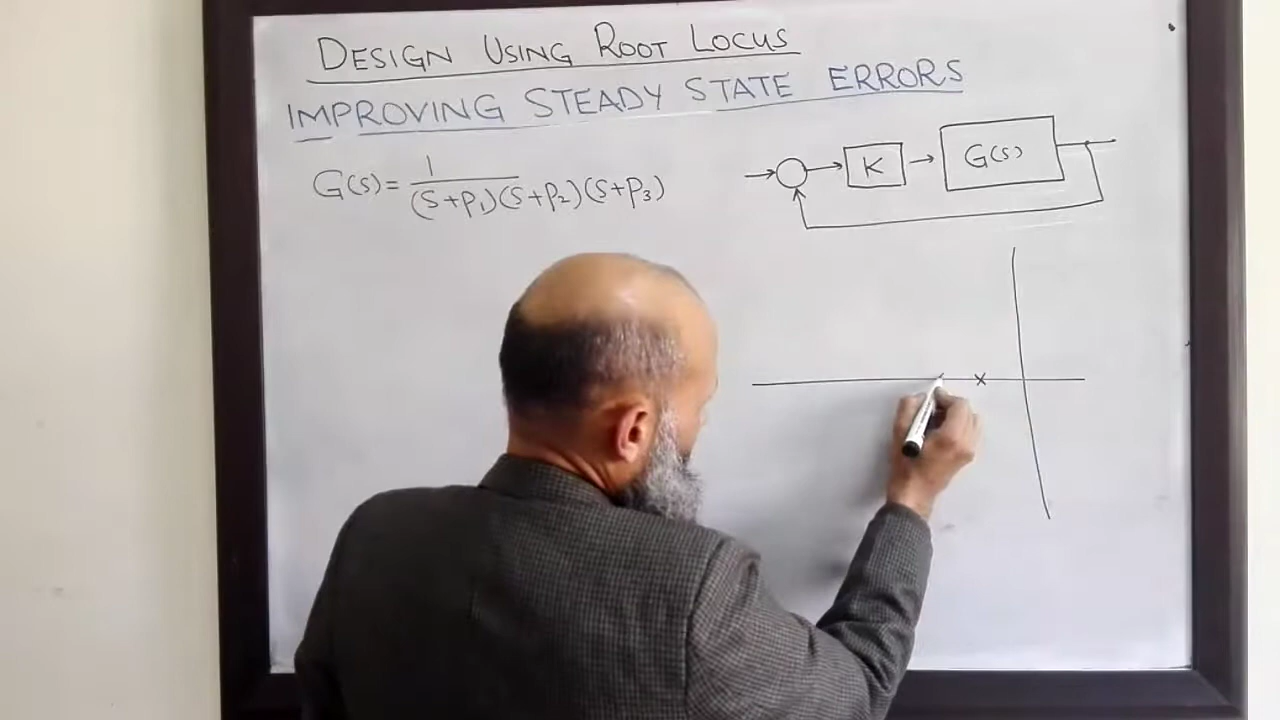 DESIGN USING ROOT LOCUS
IMPROVING STEADY STATE ERRORS
G(s)= 1/((S+P₁)(S+P₂)(S+P₃))
K
G(s)